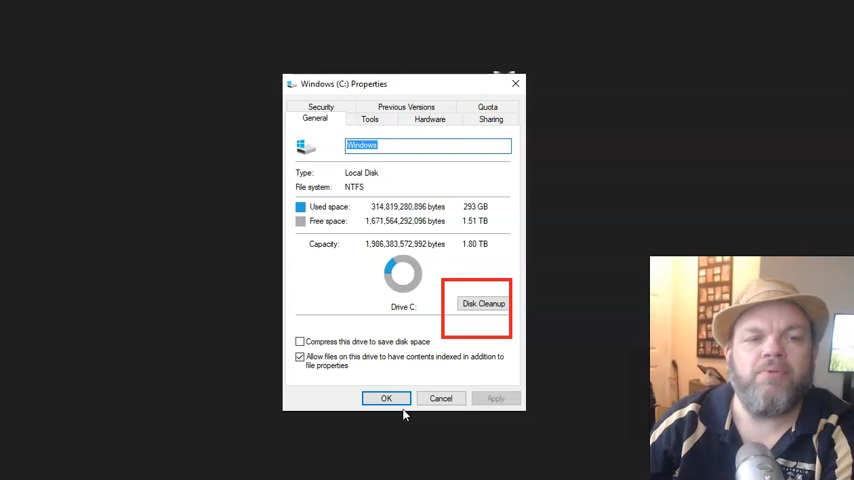 Windows (C:) Properties
Security Previous Versions Quota
General Tools Hardware Sharing
Windows
Type: Local Disk
File system: NTFS
Used space: 314,819,280,896 bytes 293 GB
Free space: 1,671,564,292,096 bytes 1.51 TB
Capacity: 1,986,383,572,992 bytes 1.80 TB
Drive C: Disk Cleanup
Compress this drive to save disk space
Allow files on this drive to have contents indexed in addition to
file properties
OK Cancel Apply